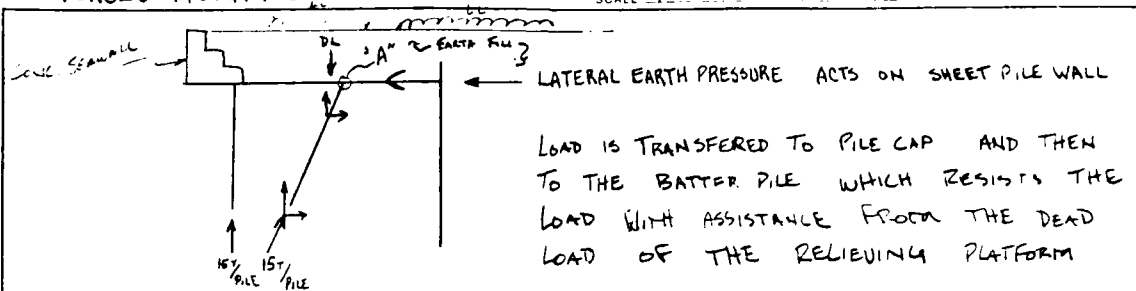 DL
"A"
EARTH FILL
SEAWALL
LATERAL EARTH PRESSURE ACTS ON SHEET PILE WALL
LOAD IS TRANSFERED TO PILE CAP AND THEN
TO THE BATTER PILE WHICH RESISTS THE
LOAD WITH ASSISTANCE FROM THE DEAD
LOAD OF THE RELIEVING PLATFORM
15T/PILE
15T/PILE